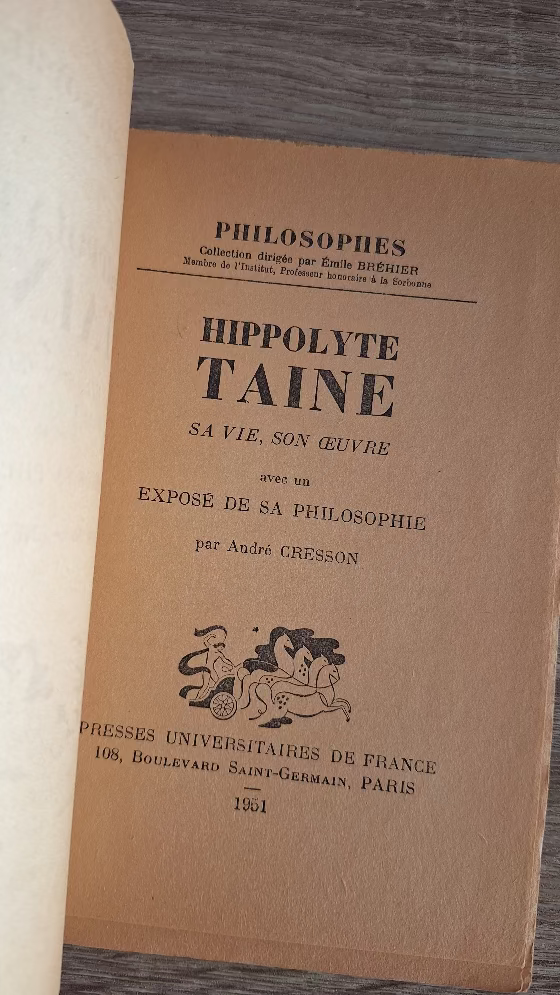 PHILOSOPHES
Collection dirigée par Émile BRÉHIER
Membre de l'Institut, Professeur honoraire à la Sorbonne
HIPPOLYTE
TAINE
SA VIE, SON ŒUVRE
avec un
EXPOSÉ DE SA PHILOSOPHIE
par André CRESSON
PRESSES UNIVERSITAIRES DE FRANCE
108, BOULEVARD SAINT-GERMAIN, PARIS
1951